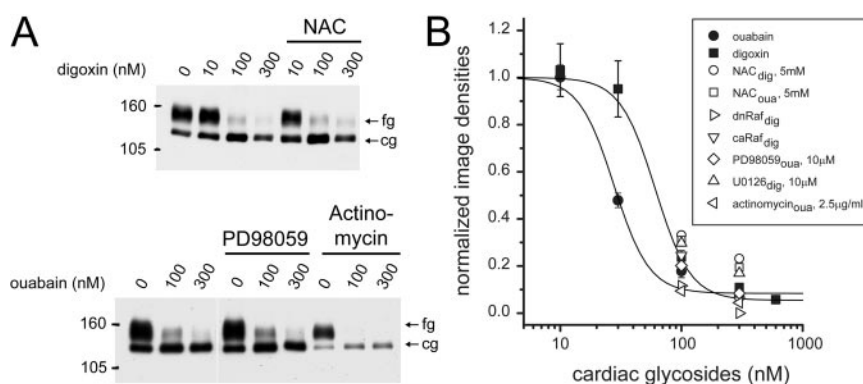 A
NAC
digoxin (nM)
0 10 100 300 10 100 300
160
fg
cg
105
PD98059
Actino-
mycin
ouabain (nM)
0 100 300 0 100 300 0 100 300
160
fg
cg
105
B
normalized image densities
1.2
1.0
0.8
0.6
0.4
0.2
0.0
10 100 1000
cardiac glycosides (nM)
ouabain
digoxin
NACdig, 5mM
NACoua, 5mM
dnRafdig
caRafdig
PD98059oua, 10µM
U0126dig, 10µM
actinomycinoua, 2.5µg/ml